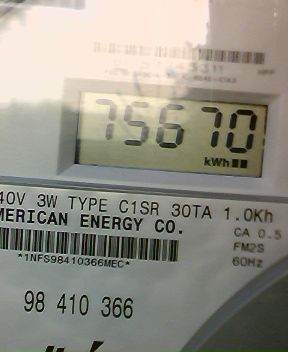 75670
kWh
40V 3W TYPE C1SR 30TA 1.0Kh
MERICAN ENERGY CO.
CA 0.5
FM2S
60Hz
*1NFS98410366MEC*
98 410 366